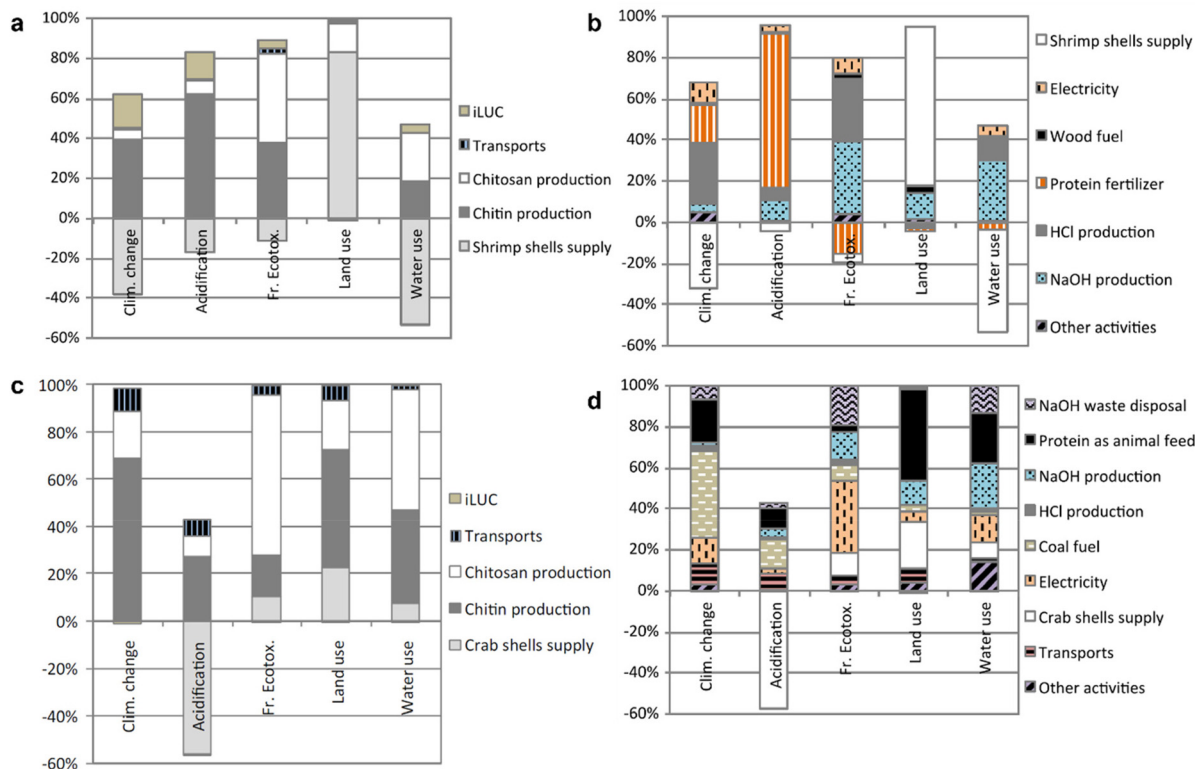 a
100%
80%
60%
40%
20%
0%
-20%
-40%
-60%
Clim. change
Acidification
Fr. Ecotox.
Land use
Water use
iLUC
Transports
Chitosan production
Chitin production
Shrimp shells supply
b
100%
80%
60%
40%
20%
0%
-20%
-40%
-60%
Clim. change
Acidification
Fr. Ecotox.
Land use
Water use
Shrimp shells supply
Electricity
Wood fuel
Protein fertilizer
HCl production
NaOH production
Other activities
c
100%
80%
60%
40%
20%
0%
-20%
-40%
-60%
Clim. change
Acidification
Fr. Ecotox.
Land use
Water use
iLUC
Transports
Chitosan production
Chitin production
Crab shells supply
d
100%
80%
60%
40%
20%
0%
-20%
-40%
-60%
Clim. change
Acidification
Fr. Ecotox.
Land use
Water use
NaOH waste disposal
Protein as animal feed
NaOH production
HCl production
Coal fuel
Electricity
Crab shells supply
Transports
Other activities